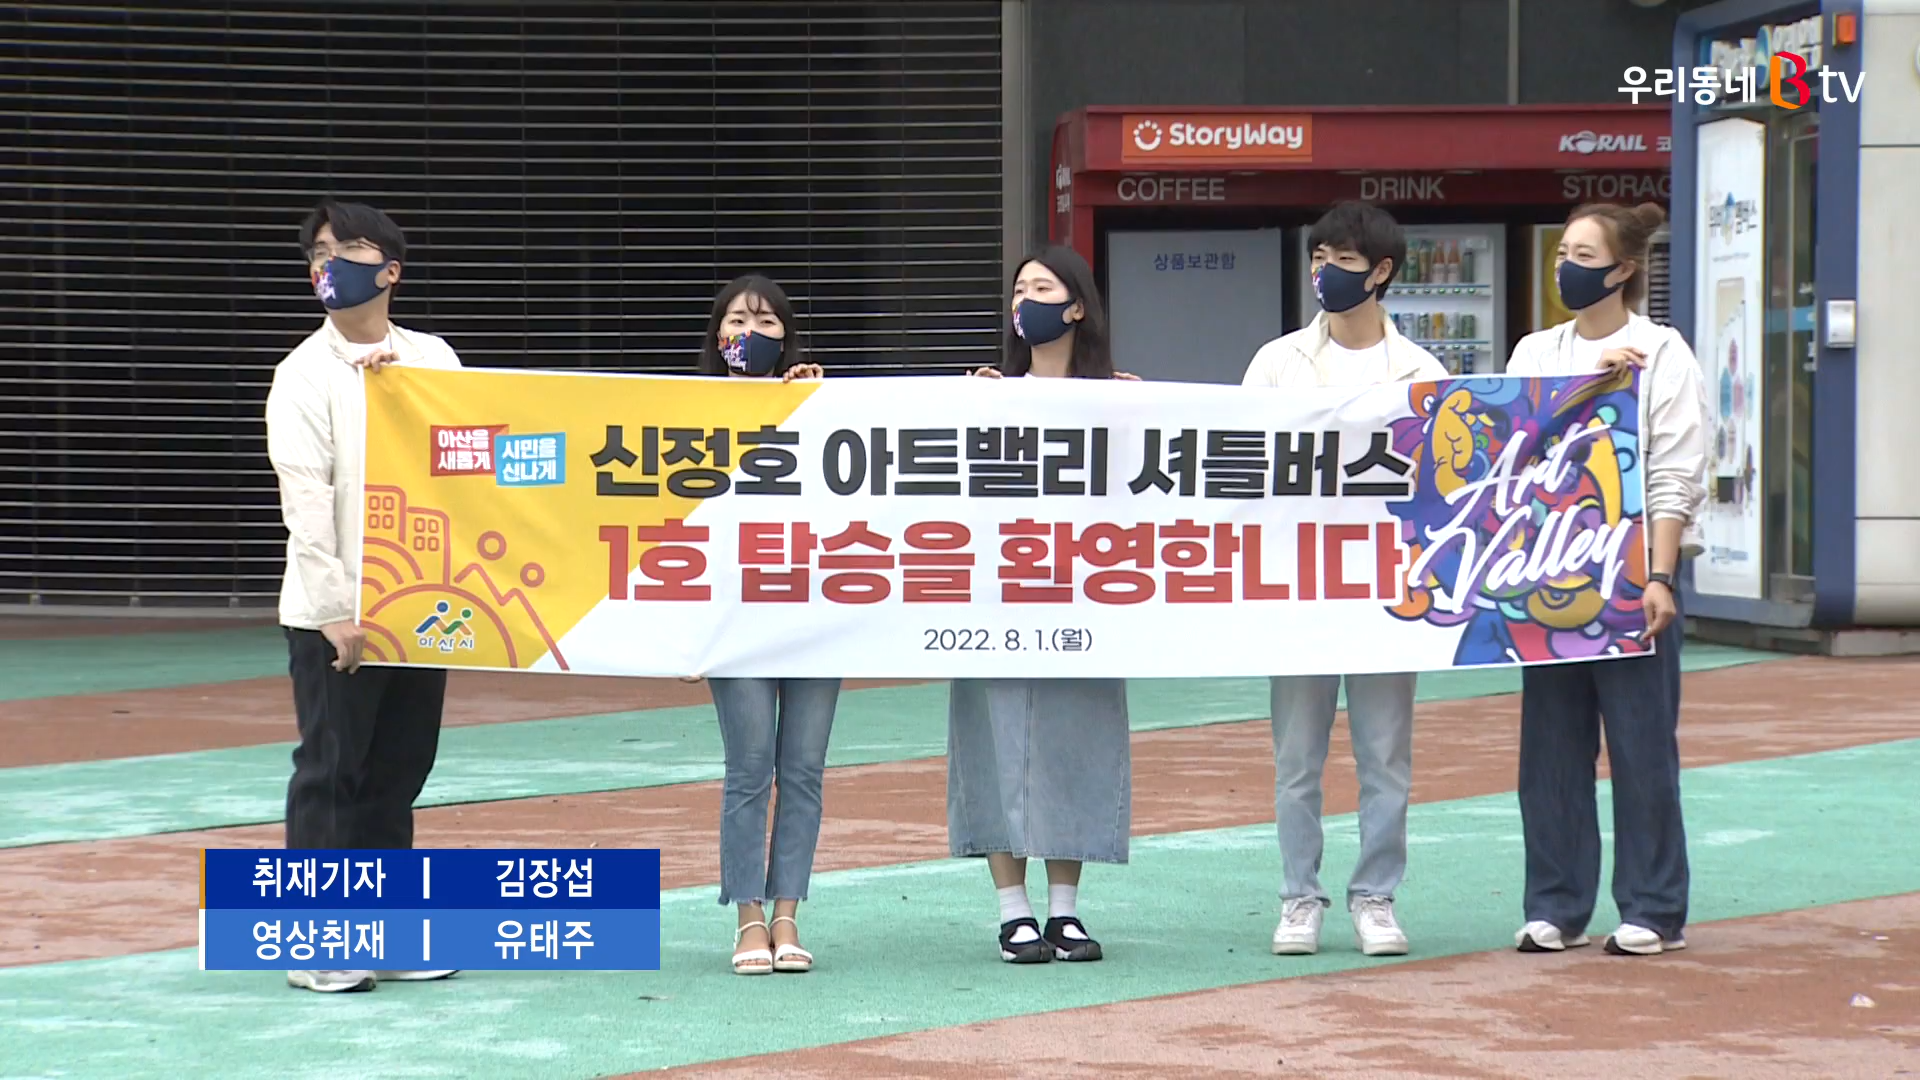 우리동네 B tv
StoryWay
KORAIL 코
COFFEE
DRINK
STORAG
상품보관함
아산을
새롭게
시민을
신나게
신정호 아트밸리 셔틀버스
1호 탑승을 환영합니다
2022. 8. 1.(월)
아산시
Art
Valley
취재기자 | 김장섭
영상취재 | 유태주